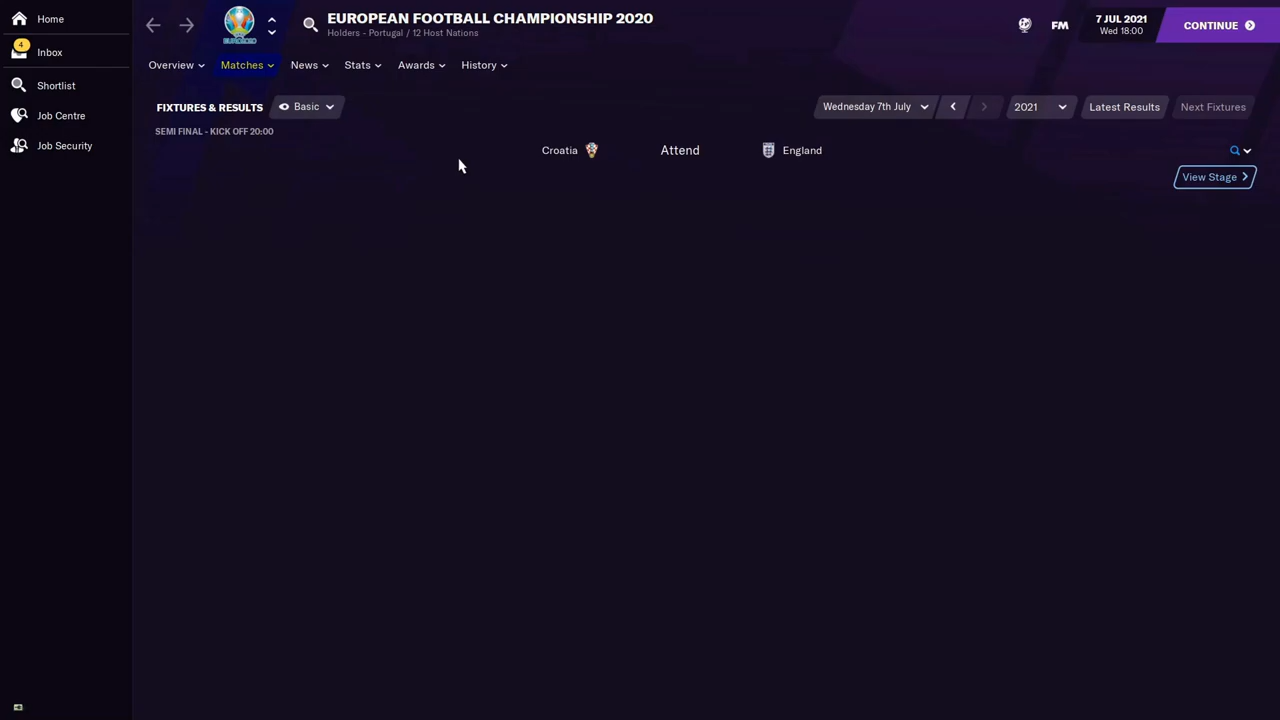 Home
EUROPEAN FOOTBALL CHAMPIONSHIP 2020
Holders - Portugal / 12 Host Nations
FM
7 JUL 2021
Wed 18:00
CONTINUE
4
Inbox
Overview
Matches
News
Stats
Awards
History
Shortlist
FIXTURES & RESULTS
Basic
Wednesday 7th July
2021
Latest Results
Next Fixtures
Job Centre
SEMI FINAL - KICK OFF 20:00
Job Security
Croatia
Attend
England
View Stage